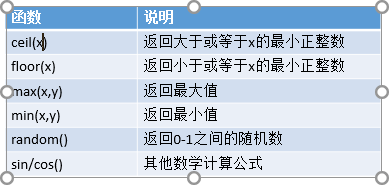 函数 说明
ceil(x) 返回大于或等于x的最小正整数
floor(x) 返回小于或等于x的最小正整数
max(x,y) 返回最大值
min(x,y) 返回最小值
random() 返回0-1之间的随机数
sin/cos() 其他数学计算公式